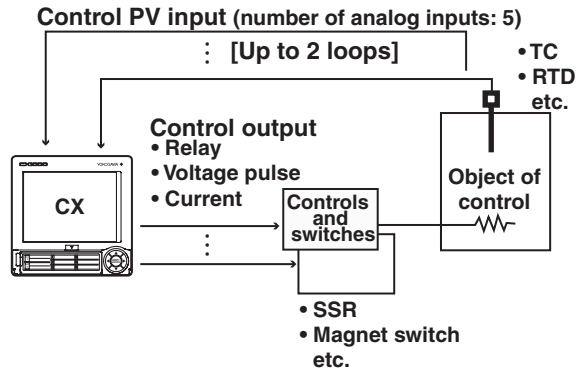 Control PV input (number of analog inputs: 5)
[Up to 2 loops]
• TC
• RTD
etc.
Control output
• Relay
• Voltage pulse
• Current
YOKOGAWA
CX
Controls
and
switches
Object of
control
• SSR
• Magnet switch
etc.